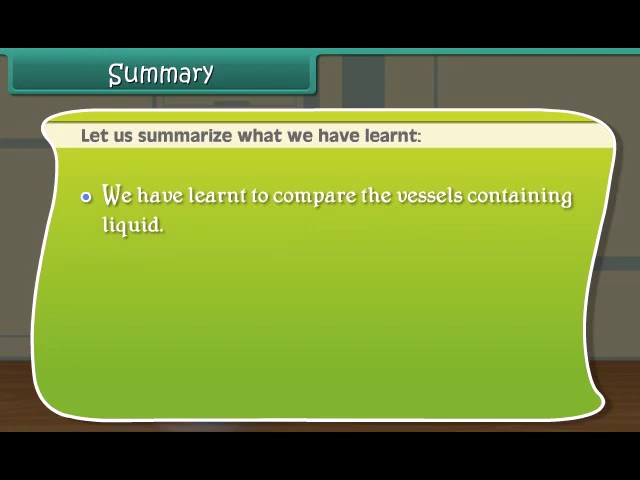 Summary
Let us summarize what we have learnt:
We have learnt to compare the vessels containing
liquid.